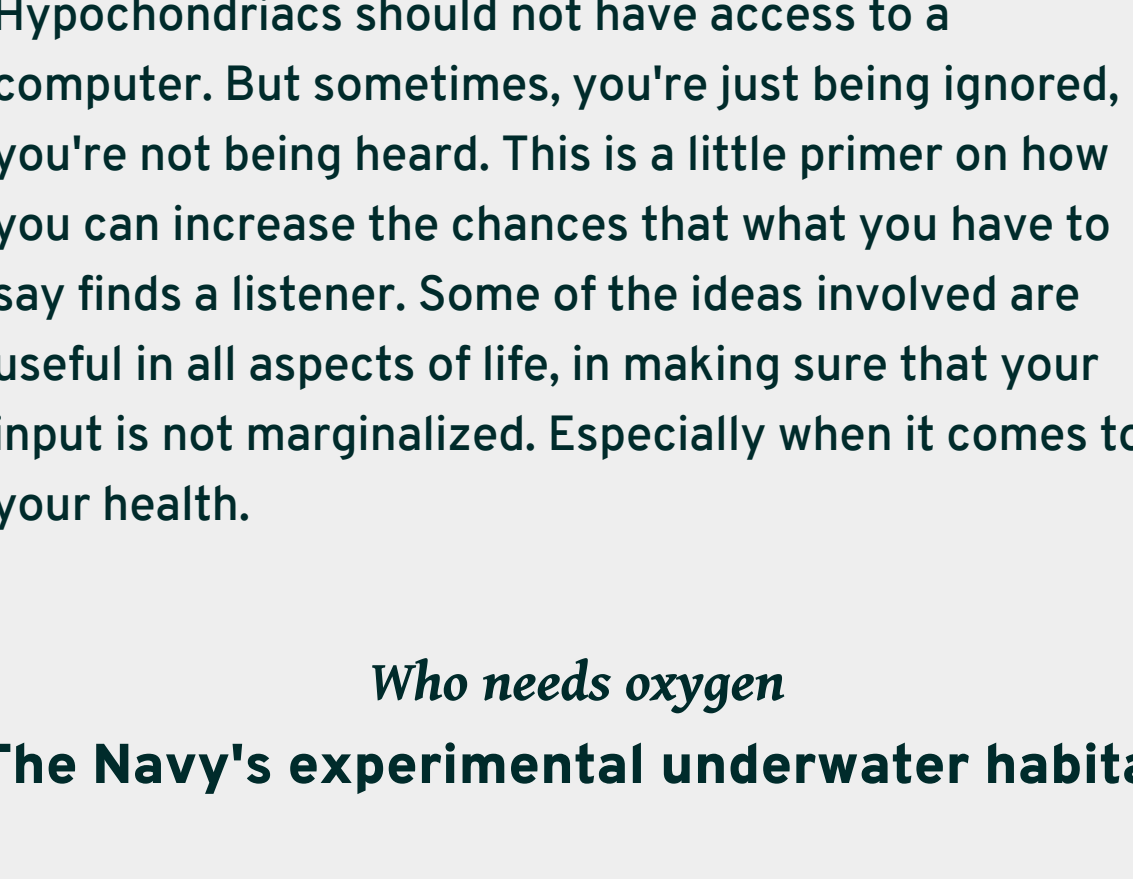 Hypochondriacs should not have access to a
computer. But sometimes, you're just being ignored,
you're not being heard. This is a little primer on how
you can increase the chances that what you have to
say finds a listener. Some of the ideas involved are
useful in all aspects of life, in making sure that your
input is not marginalized. Especially when it comes to
your health.
Who needs oxygen
The Navy's experimental underwater